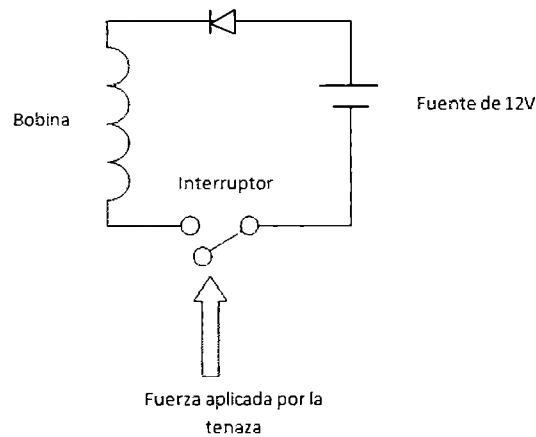 Bobina
Fuente de 12V
Interruptor
Fuerza aplicada por la
tenaza